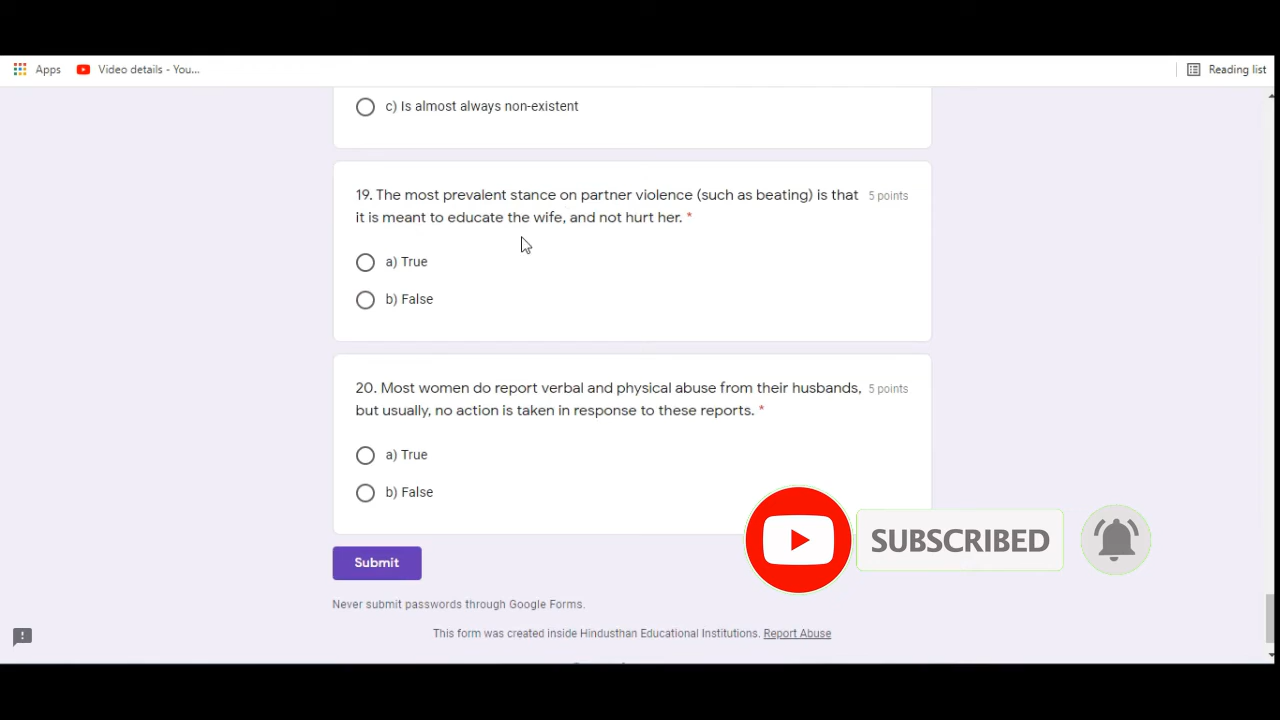 Apps Video details - You... Reading list
c) Is almost always non-existent
19. The most prevalent stance on partner violence (such as beating) is that 5 points
it is meant to educate the wife, and not hurt her. *
a) True
b) False
20. Most women do report verbal and physical abuse from their husbands, 5 points
but usually, no action is taken in response to these reports. *
a) True
b) False
SUBSCRIBED
Submit
Never submit passwords through Google Forms.
This form was created inside Hindusthan Educational Institutions. Report Abuse